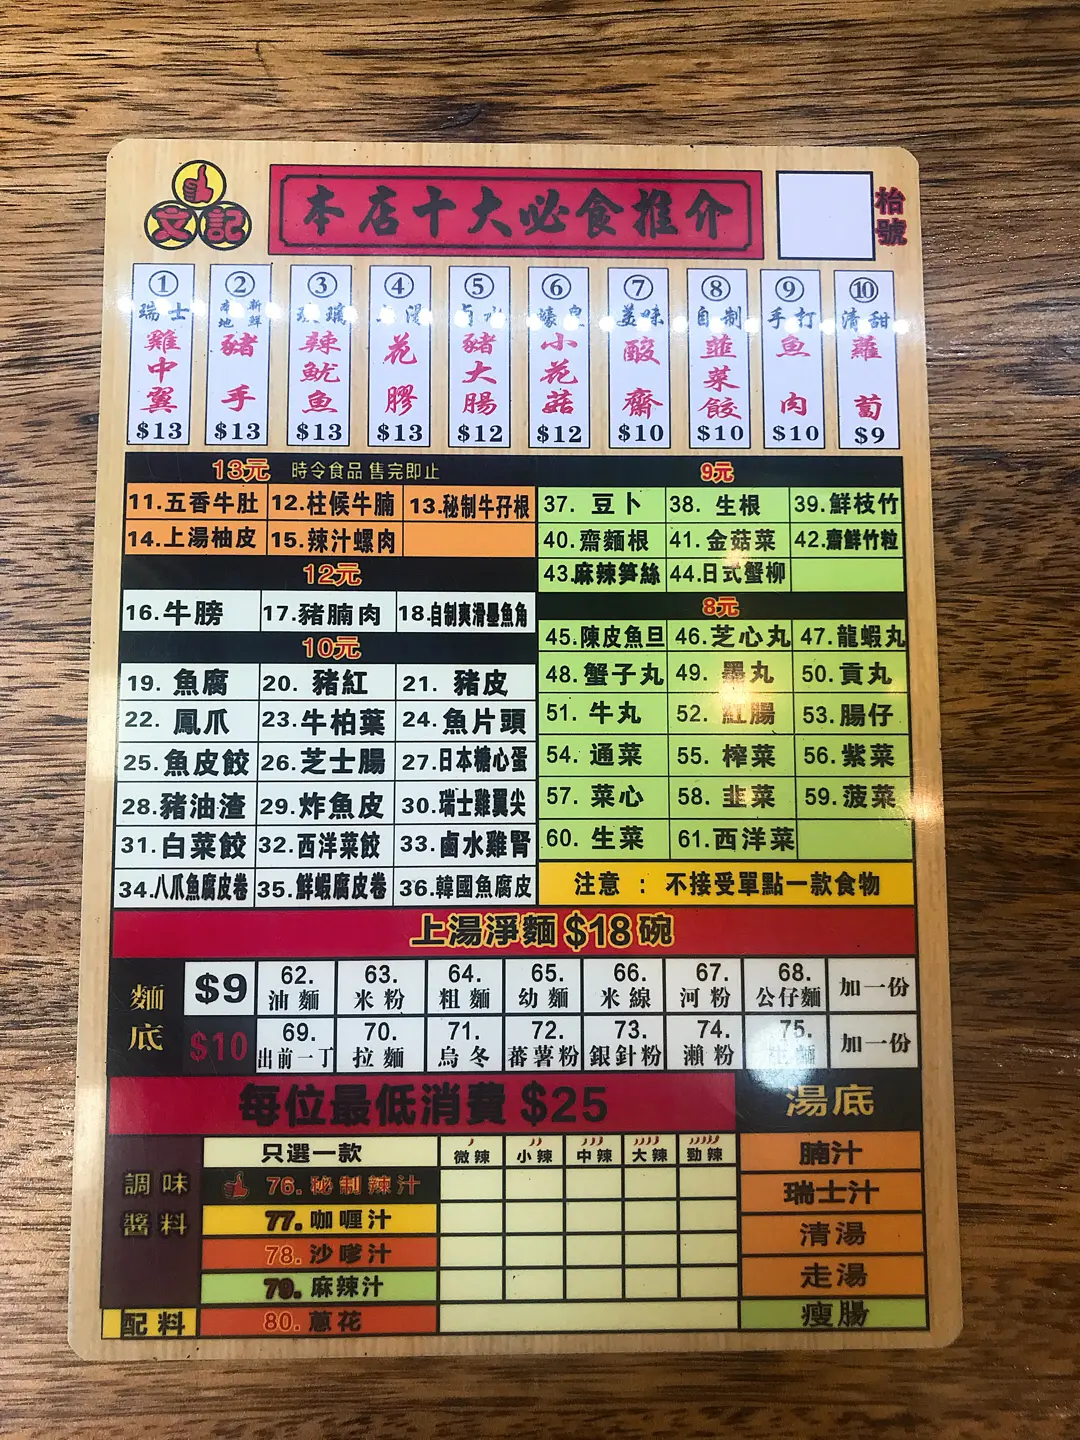 文記
本店十大必食推介
枱號
① 瑞士雞中翼 $13
② 本地新鮮豬手 $13
③ 辣魷魚 $13
④ 花膠 $13
⑤ 鹵水豬大腸 $12
⑥ 小花菇 $12
⑦ 美味酸齋 $10
⑧ 自制韮菜餃 $10
⑨ 手打魚肉 $10
⑩ 清甜蘿蔔 $9
13元 時令食品 售完即止
11.五香牛肚 12.柱候牛腩 13.秘制牛孖根
14.上湯柚皮 15.辣汁螺肉
12元
16.牛膀 17.豬腩肉 18.自制爽滑墨魚角
10元
19. 魚腐 20. 豬紅 21. 豬皮
22. 鳳爪 23.牛柏葉 24.魚片頭
25.魚皮餃 26.芝士腸 27.日本糖心蛋
28.豬油渣 29.炸魚皮 30.瑞士雞翼尖
31.白菜餃 32.西洋菜餃 33.鹵水雞腎
34.八爪魚腐皮卷 35.鮮蝦腐皮卷 36.韓國魚腐皮
9元
37. 豆卜 38. 生根 39.鮮枝竹
40.齋麵根 41.金菇菜 42.齋鮮竹粒
43.麻辣笋絲 44.日式蟹柳
8元
45.陳皮魚旦 46.芝心丸 47.龍蝦丸
48.蟹子丸 49. 墨丸 50.貢丸
51. 牛丸 52. 紅腸 53.腸仔
54. 通菜 55. 榨菜 56.紫菜
57. 菜心 58. 韭菜 59.菠菜
60. 生菜 61.西洋菜
注意 : 不接受單點一款食物
上湯淨麵 $18 碗
麵底
$9 62.油麵 63.米粉 64.粗麵 65.幼麵 66.米線 67.河粉 68.公仔麵 加一份
$10 69.出前一丁 70.拉麵 71.烏冬 72.蕃薯粉 73.銀針粉 74.瀨粉 75.生麵 加一份
每位最低消費 $25
調味醬料
只選一款 微辣 小辣 中辣 大辣 勁辣
76.秘制辣汁
77.咖喱汁
78.沙嗲汁
79.麻辣汁
配料 80.蔥花
湯底
腩汁
瑞士汁
清湯
走湯
瘦腸